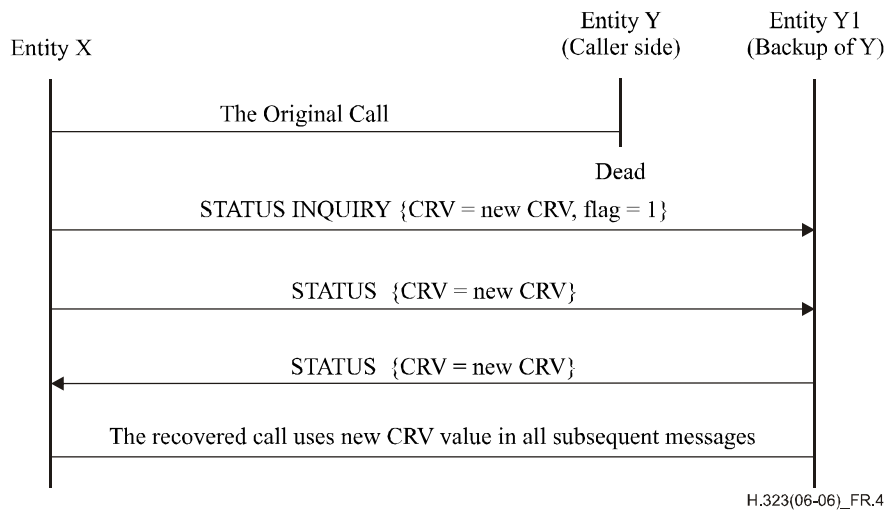 Entity X
Entity Y
(Caller side)
Entity Y1
(Backup of Y)
The Original Call
Dead
STATUS INQUIRY {CRV = new CRV, flag = 1}
STATUS {CRV = new CRV}
STATUS {CRV = new CRV}
The recovered call uses new CRV value in all subsequent messages
H.323(06-06)_FR.4